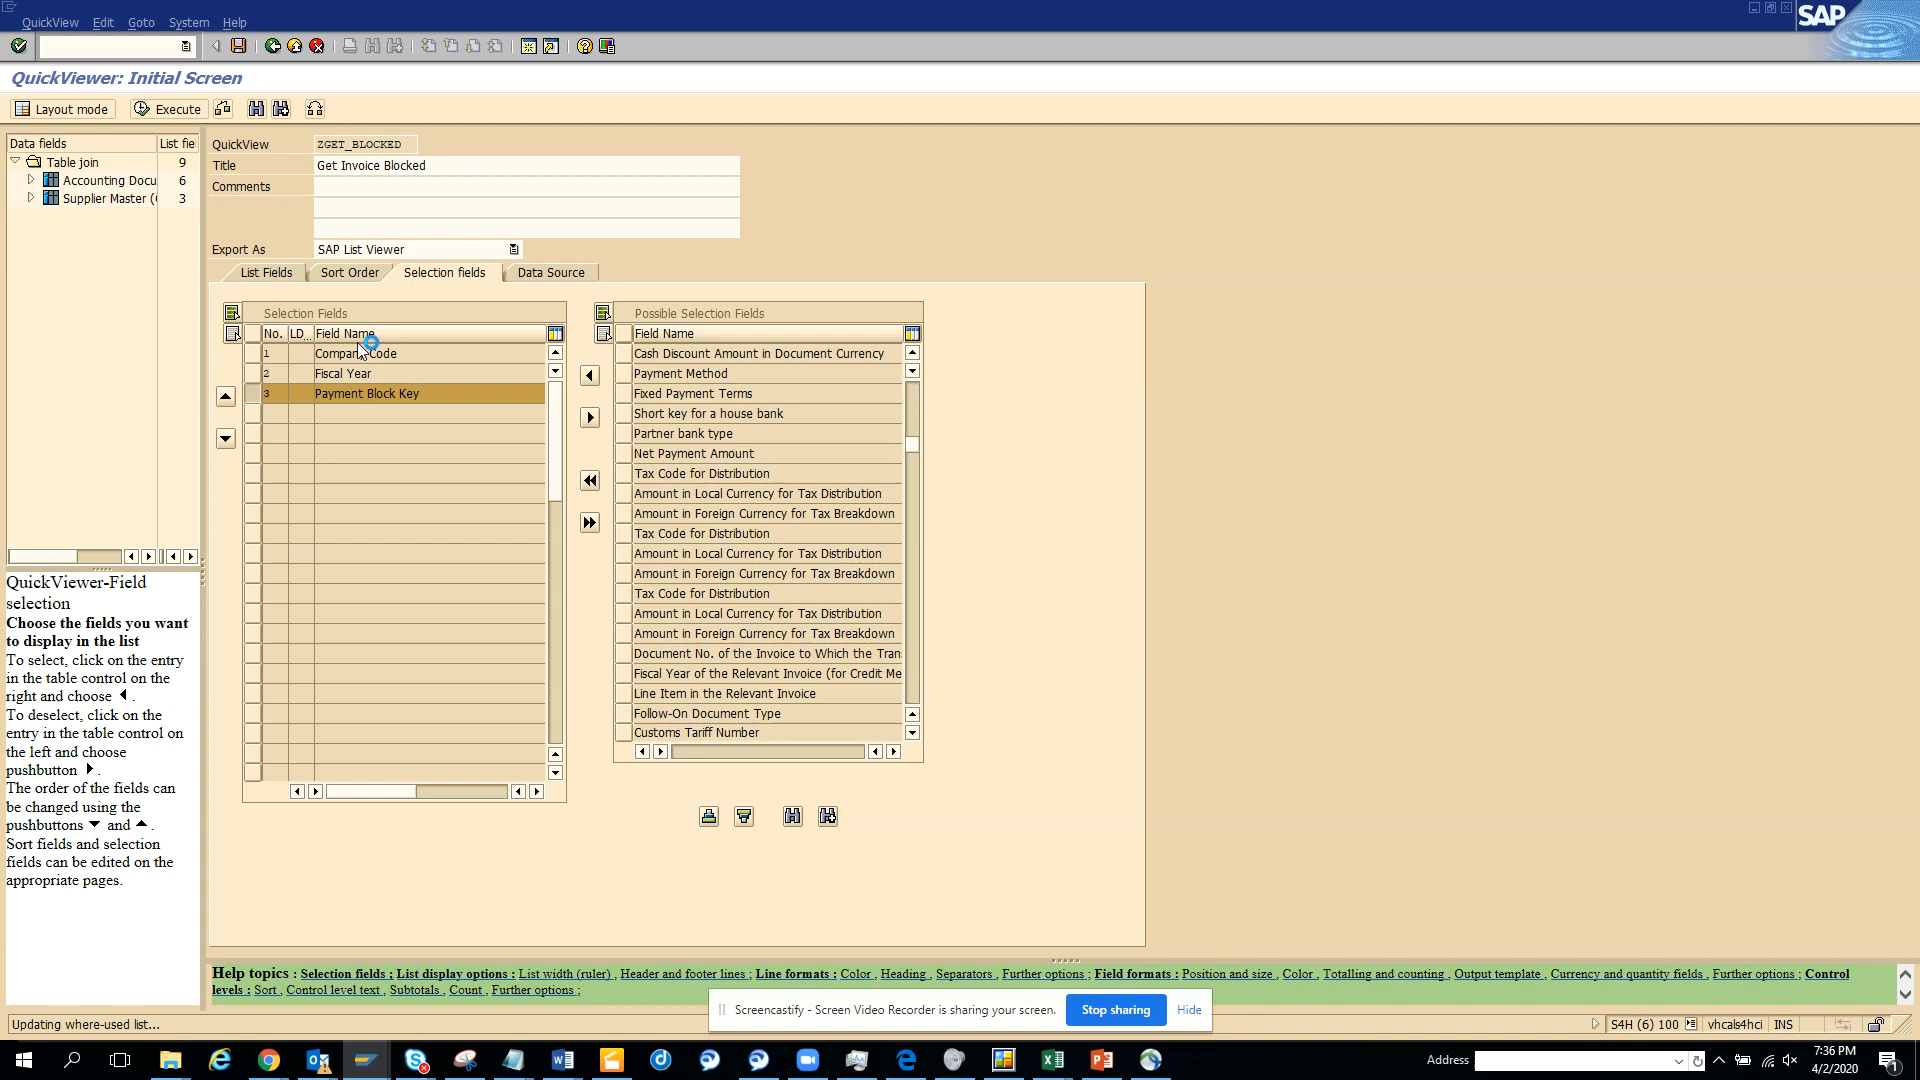 QuickView Edit Goto System Help
SAP
QuickViewer: Initial Screen
Layout mode Execute
Data fields List fie
Table join 9
Accounting Docu 6
Supplier Master ( 3
QuickView ZGET_BLOCKED
Title Get Invoice Blocked
Comments
Export As SAP List Viewer
List Fields Sort Order Selection fields Data Source
Selection Fields
No. LD... Field Name
1 Company Code
2 Fiscal Year
3 Payment Block Key
Possible Selection Fields
Field Name
Cash Discount Amount in Document Currency
Payment Method
Fixed Payment Terms
Short key for a house bank
Partner bank type
Net Payment Amount
Tax Code for Distribution
Amount in Local Currency for Tax Distribution
Amount in Foreign Currency for Tax Breakdown
Tax Code for Distribution
Amount in Local Currency for Tax Distribution
Amount in Foreign Currency for Tax Breakdown
Tax Code for Distribution
Amount in Local Currency for Tax Distribution
Amount in Foreign Currency for Tax Breakdown
Document No. of the Invoice to Which the Tran
Fiscal Year of the Relevant Invoice (for Credit Me
Line Item in the Relevant Invoice
Follow-On Document Type
Customs Tariff Number
QuickViewer-Field
selection
Choose the fields you want
to display in the list
To select, click on the entry
in the table control on the
right and choose .
To deselect, click on the
entry in the table control on
the left and choose
pushbutton .
The order of the fields can
be changed using the
pushbuttons and .
Sort fields and selection
fields can be edited on the
appropriate pages.
Help topics : Selection fields ; List display options : List width (ruler) , Header and footer lines ; Line formats : Color , Heading , Separators , Further options ; Field formats : Position and size , Color , Totalling and counting , Output template , Currency and quantity fields , Further options ; Control
levels : Sort , Control level text , Subtotals , Count , Further options ;
Screencastify - Screen Video Recorder is sharing your screen. Stop sharing Hide
Updating where-used list...
S4H (6) 100 vhcals4hci INS
Address
7:36 PM
4/2/2020
1